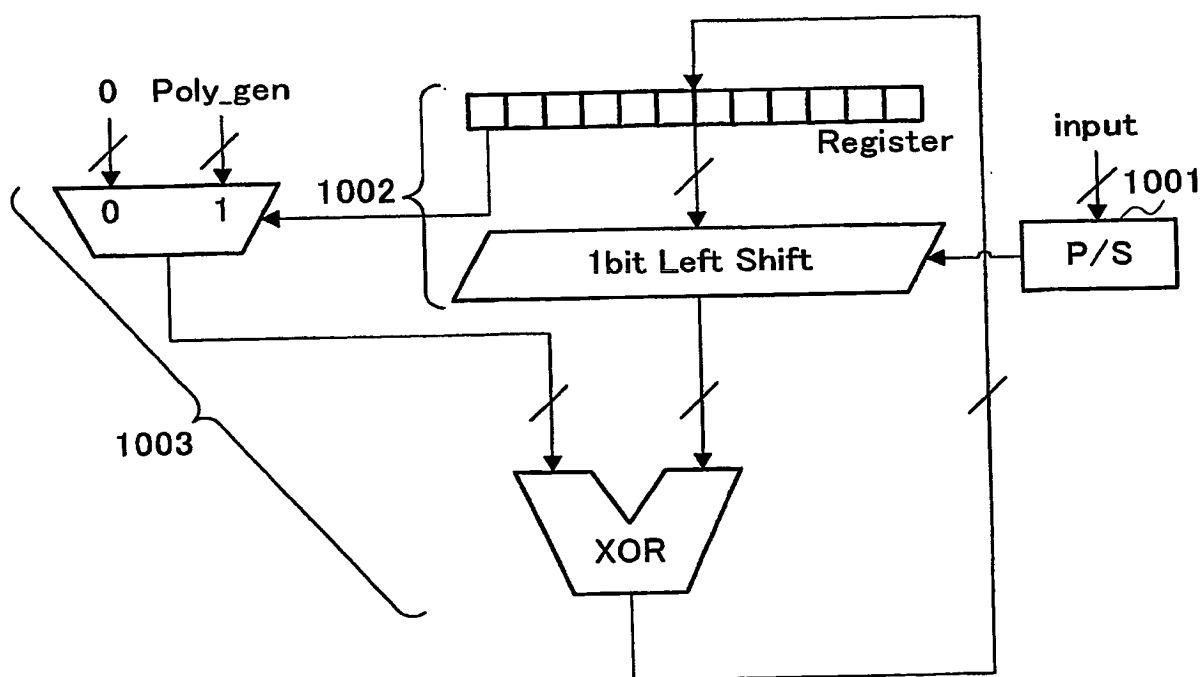 0 Poly_gen
Register
input
1002
1001
0 1
1bit Left Shift
P/S
1003
XOR